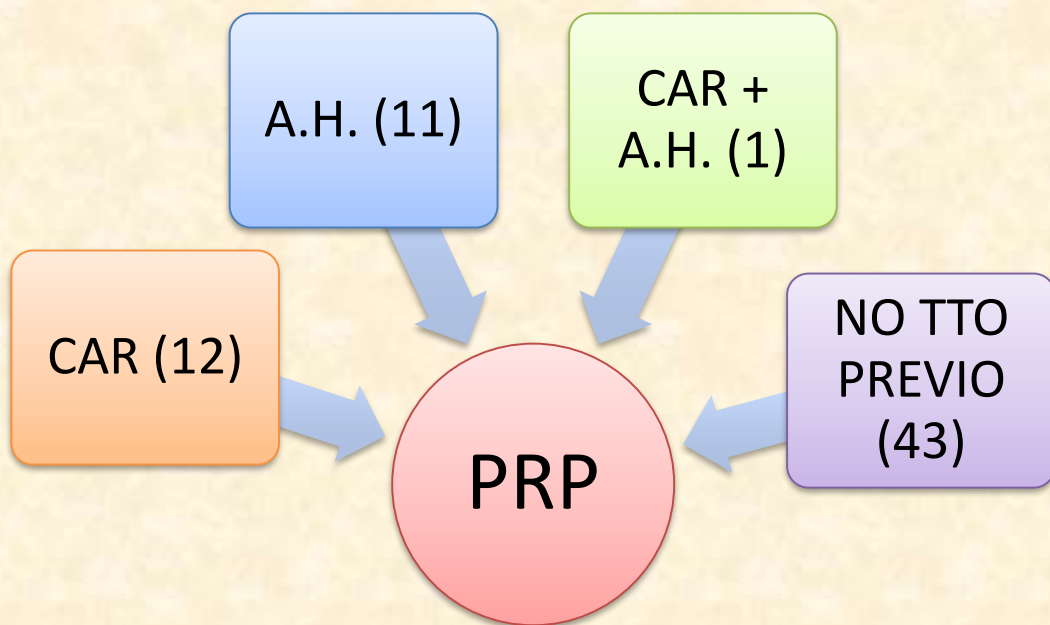 A.H. (11)
CAR +
A.H. (1)
CAR (12)
NO TTO
PREVIO
(43)
PRP